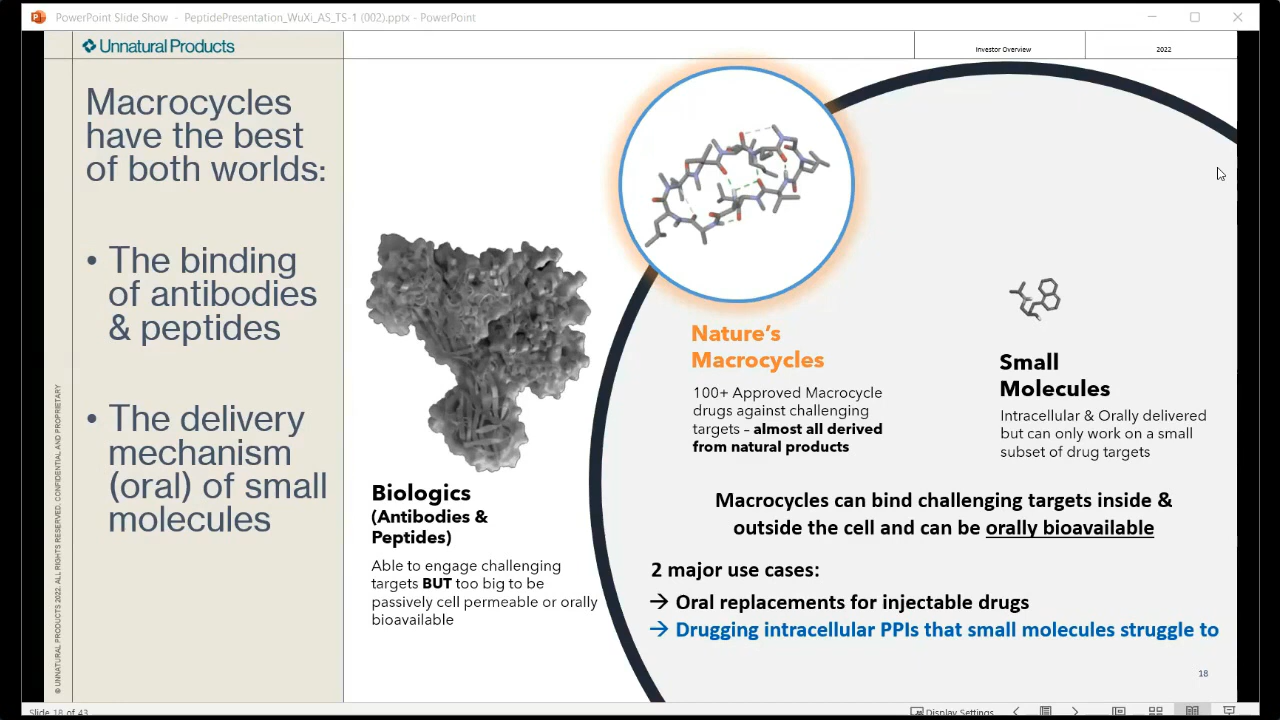 PowerPoint Slide Show - PeptidePresentation_WuXi_AS_TS-1 (002).pptx - PowerPoint
Unnatural Products
Investor Overview
2022
Macrocycles
have the best
of both worlds:
• The binding
of antibodies
& peptides
• The delivery
mechanism
(oral) of small
molecules
© UNNATURAL PRODUCTS 2022. ALL RIGHTS RESERVED. CONFIDENTIAL AND PROPRIETARY
Biologics
(Antibodies &
Peptides)
Able to engage challenging
targets BUT too big to be
passively cell permeable or orally
bioavailable
Nature’s
Macrocycles
100+ Approved Macrocycle
drugs against challenging
targets – almost all derived
from natural products
Small
Molecules
Intracellular & Orally delivered
but can only work on a small
subset of drug targets
Macrocycles can bind challenging targets inside &
outside the cell and can be orally bioavailable
2 major use cases:
→ Oral replacements for injectable drugs
→ Drugging intracellular PPIs that small molecules struggle to
18
Slide 18 of 43
Display Settings